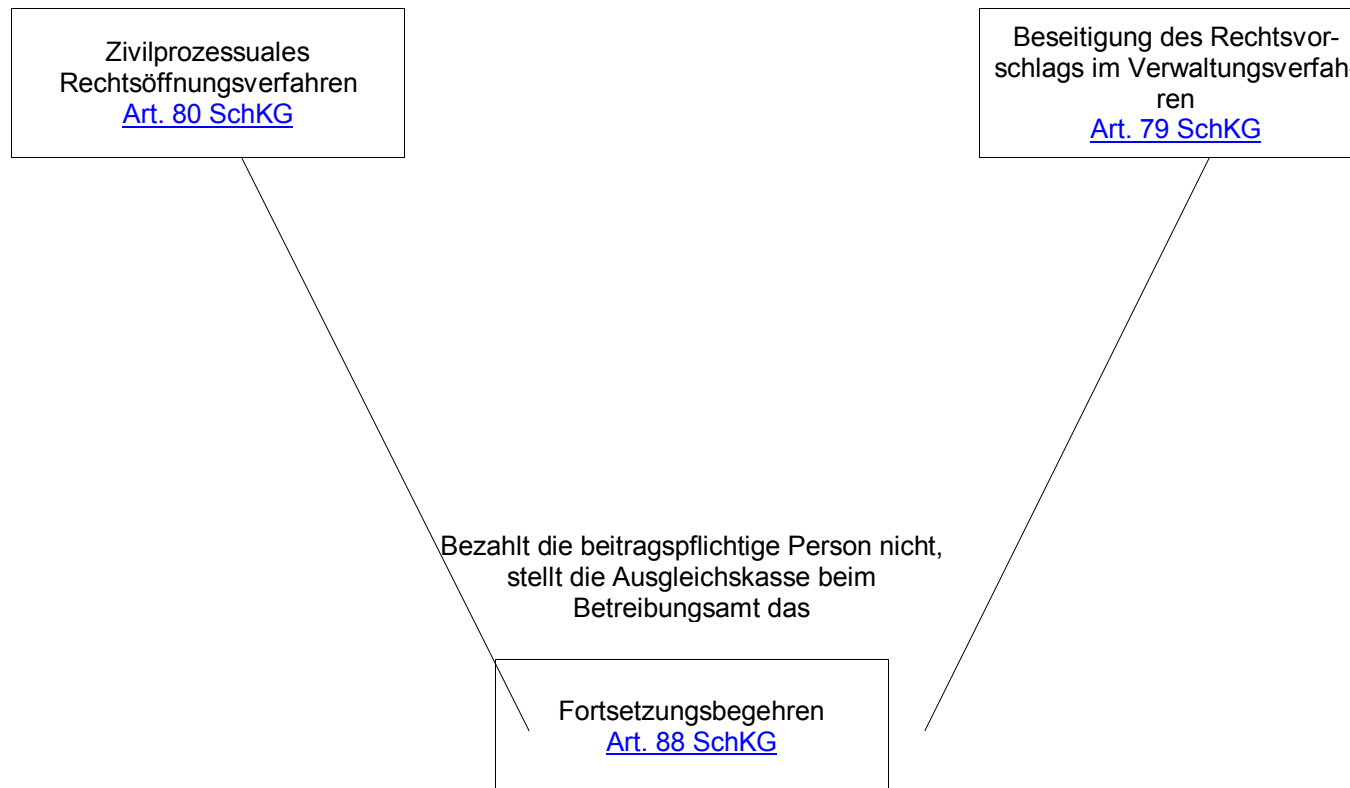 Zivilprozessuales
Rechtsöffnungsverfahren
Art. 80 SchKG
Beseitigung des Rechtsvor-
schlags im Verwaltungsverfah-
ren
Art. 79 SchKG
Bezahlt die beitragspflichtige Person nicht,
stellt die Ausgleichskasse beim
Betreibungsamt das
Fortsetzungsbegehren
Art. 88 SchKG